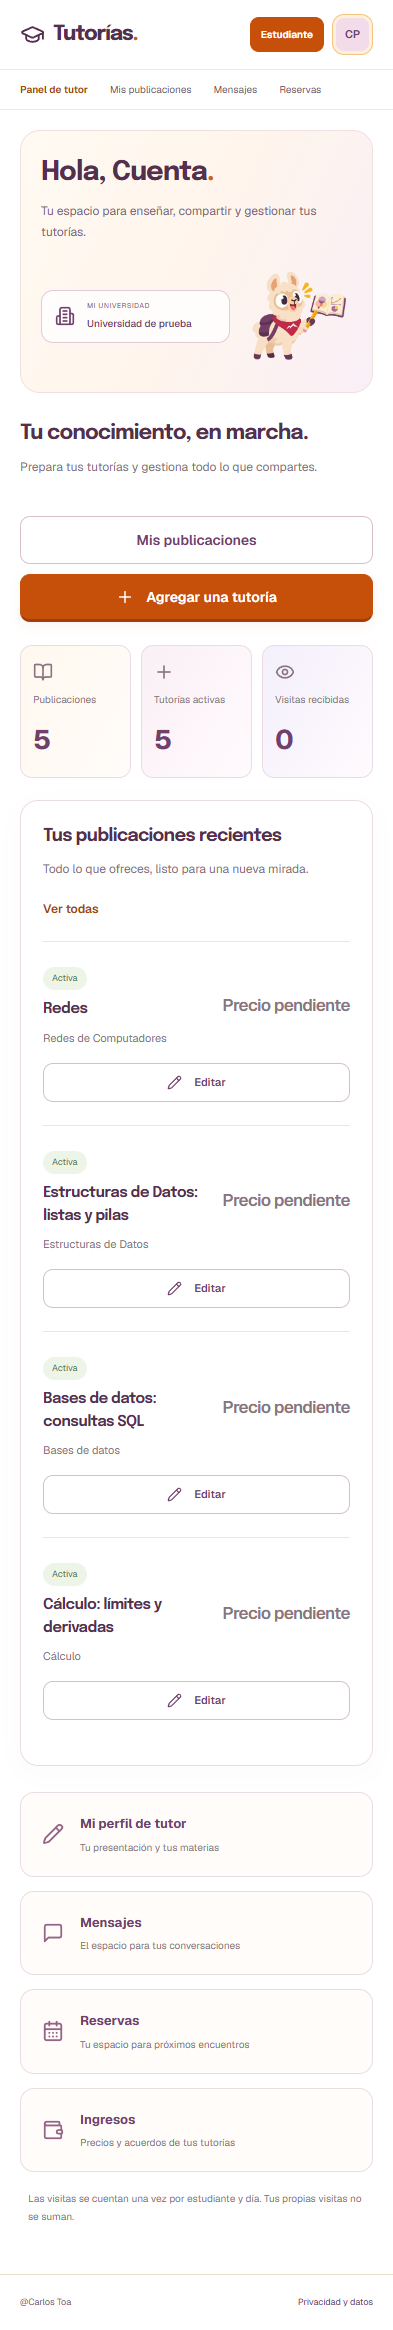 Tutorías.
Estudiante
CP
Panel de tutor
Mis publicaciones
Mensajes
Reservas
Hola, Cuenta.
Tu espacio para enseñar, compartir y gestionar tus
tutorías.
MI UNIVERSIDAD
Universidad de prueba
Tu conocimiento, en marcha.
Prepara tus tutorías y gestiona todo lo que compartes.
Mis publicaciones
Agregar una tutoría
Publicaciones
5
Tutorías activas
5
Visitas recibidas
0
Tus publicaciones recientes
Todo lo que ofreces, listo para una nueva mirada.
Ver todas
Activa
Redes
Precio pendiente
Redes de Computadores
Editar
Activa
Estructuras de Datos:
listas y pilas
Precio pendiente
Estructuras de Datos
Editar
Activa
Bases de datos:
consultas SQL
Precio pendiente
Bases de datos
Editar
Activa
Cálculo: límites y
derivadas
Precio pendiente
Cálculo
Editar
Mi perfil de tutor
Tu presentación y tus materias
Mensajes
El espacio para tus conversaciones
Reservas
Tu espacio para próximos encuentros
Ingresos
Precios y acuerdos de tus tutorías
Las visitas se cuentan una vez por estudiante y día. Tus propias visitas no
se suman.
@Carlos Toa
Privacidad y datos